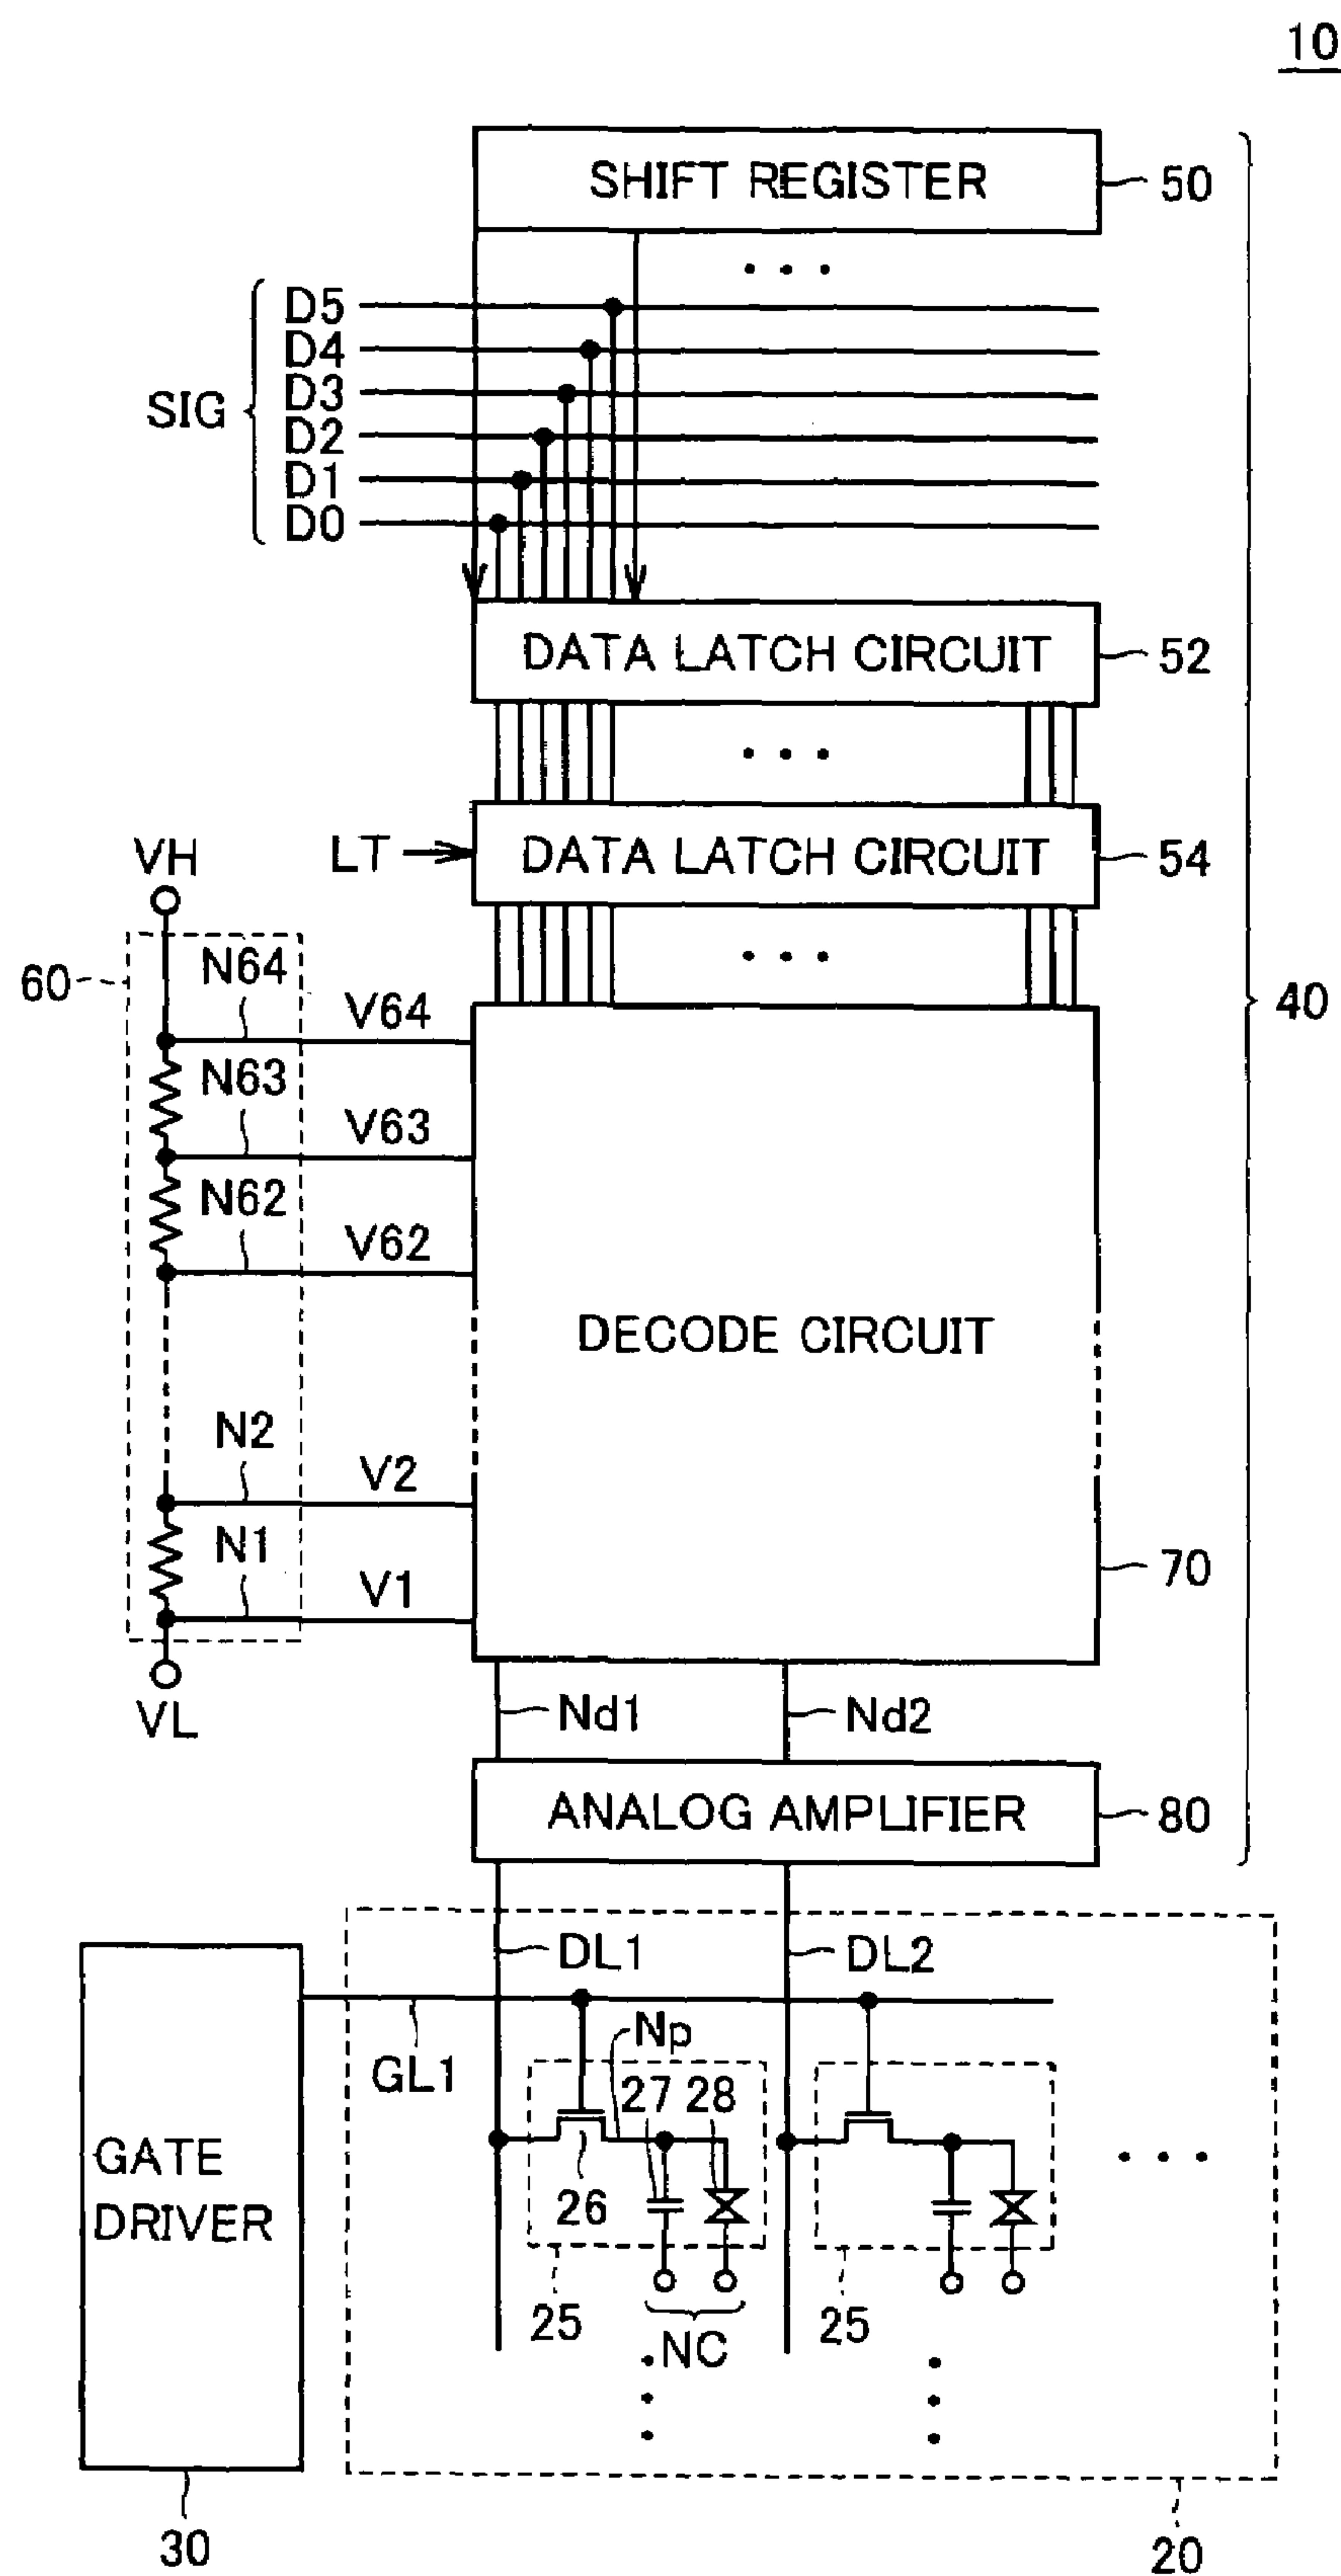 10
SHIFT REGISTER
50
D5
D4
D3
SIG
D2
D1
D0
DATA LATCH CIRCUIT
52
VH
LT
DATA LATCH CIRCUIT
54
60
N64
V64
40
N63
V63
N62
V62
DECODE CIRCUIT
N2
V2
N1
V1
70
VL
Nd1
Nd2
ANALOG AMPLIFIER
80
DL1
DL2
GL1
Np
27
28
GATE
DRIVER
26
25
NC
25
30
20